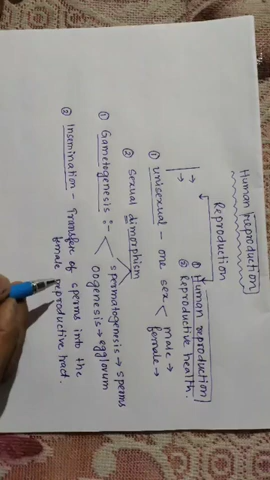 Human Reproduction
Reproduction
① Human reproduction
② Reproductive health.
① unisexual - one sex < male →
female →
② sexual dimorphism
① Gametogenesis :- < spermatogenesis → sperms
oogenesis → egg/ovum
② Insemination - Transfer of sperms into the
female reproductive tract.